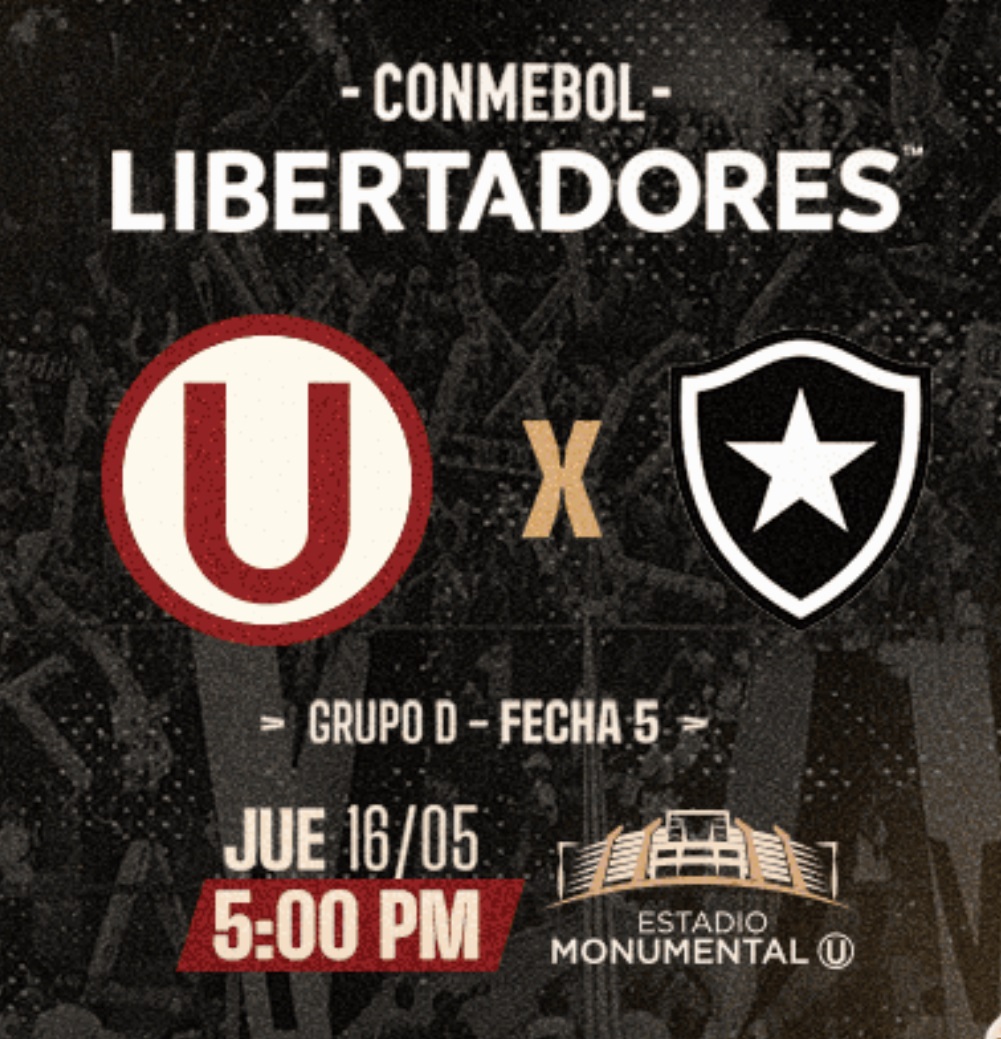 - CONMEBOL -
LIBERTADORES™
U X
> GRUPO D - FECHA 5 >
JUE 16/05
5:00 PM
ESTADIO
MONUMENTAL U